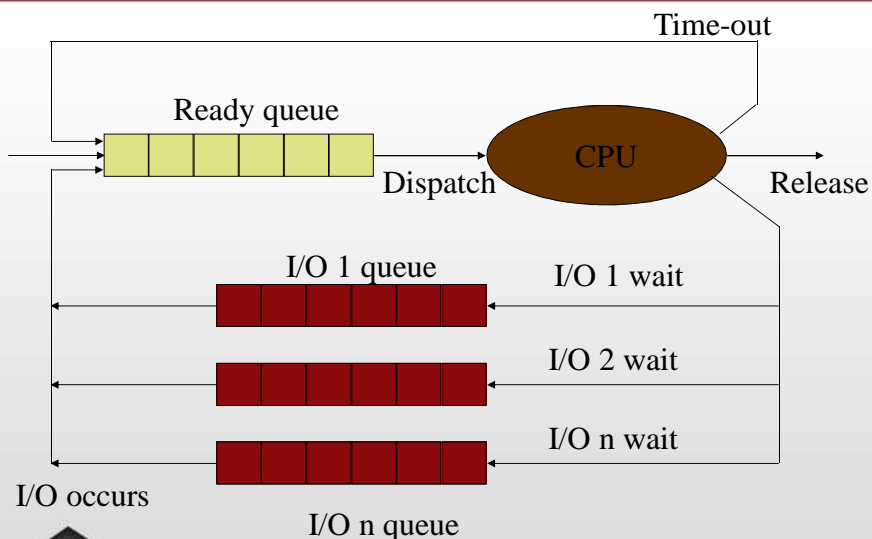 Time-out
Ready queue
CPU
Dispatch
Release
I/O 1 queue
I/O 1 wait
I/O 2 wait
I/O n wait
I/O occurs
I/O n queue